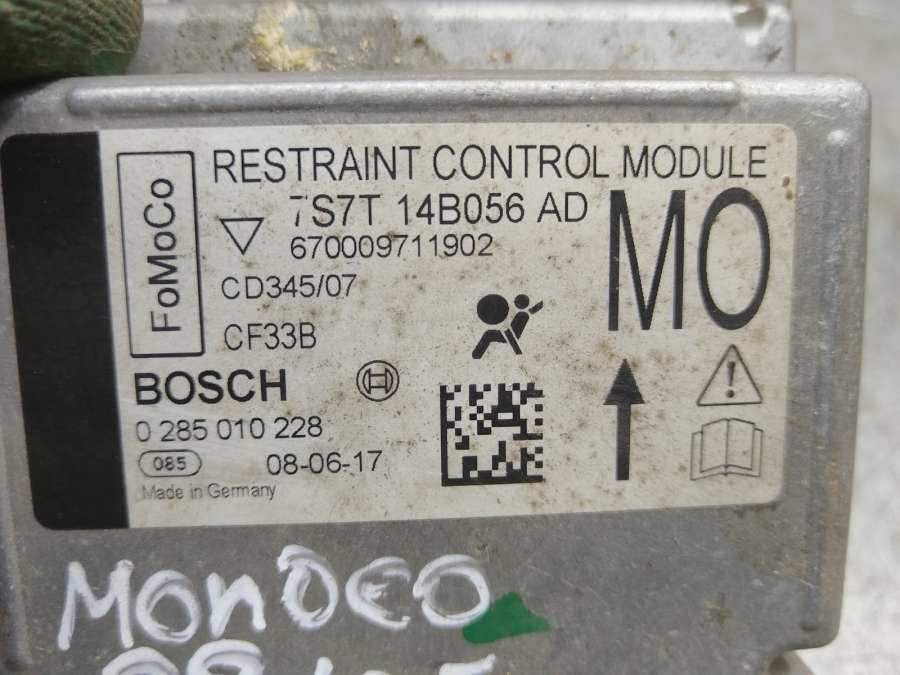 FoMoCo
RESTRAINT CONTROL MODULE
7S7T 14B056 AD
670009711902
MO
CD345/07
CF33B
BOSCH
0 285 010 228
085 08-06-17
Made in Germany
MONDEO